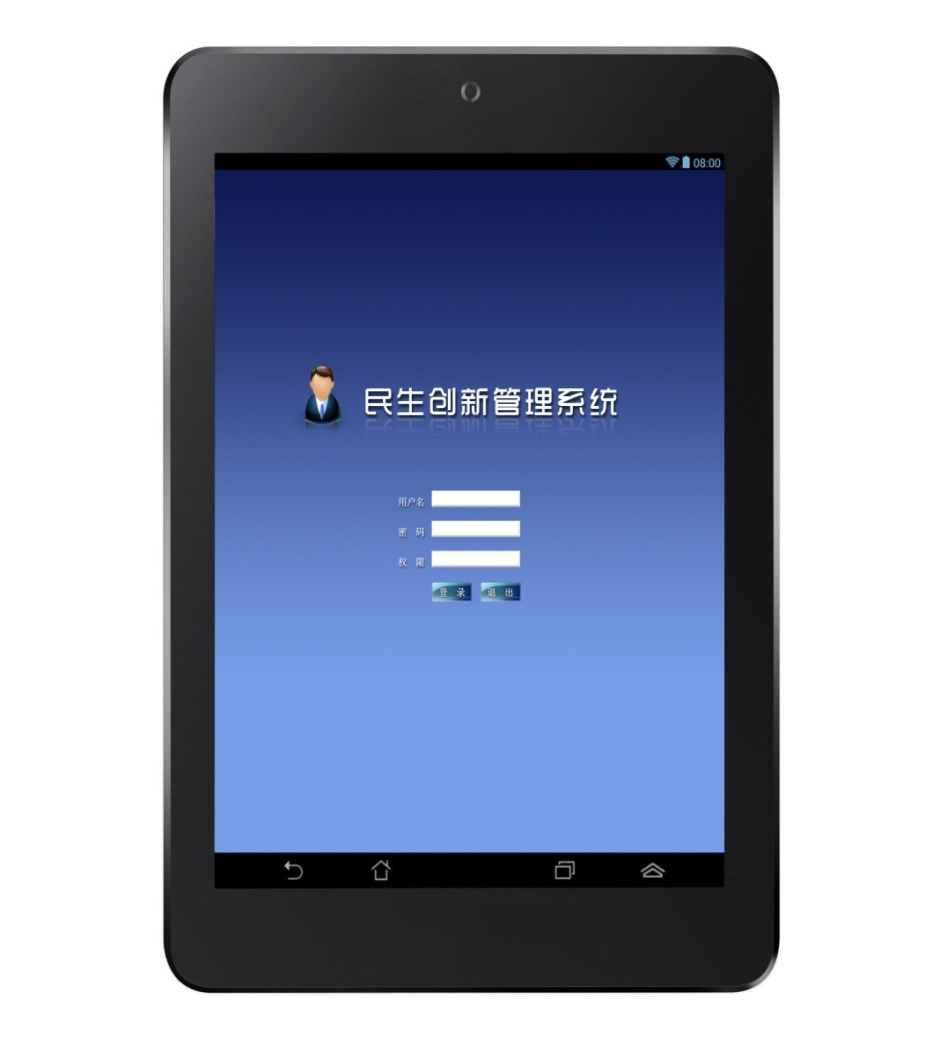 08:00
民生创新管理系统
用户名
密 码
权 限
登 录 退 出